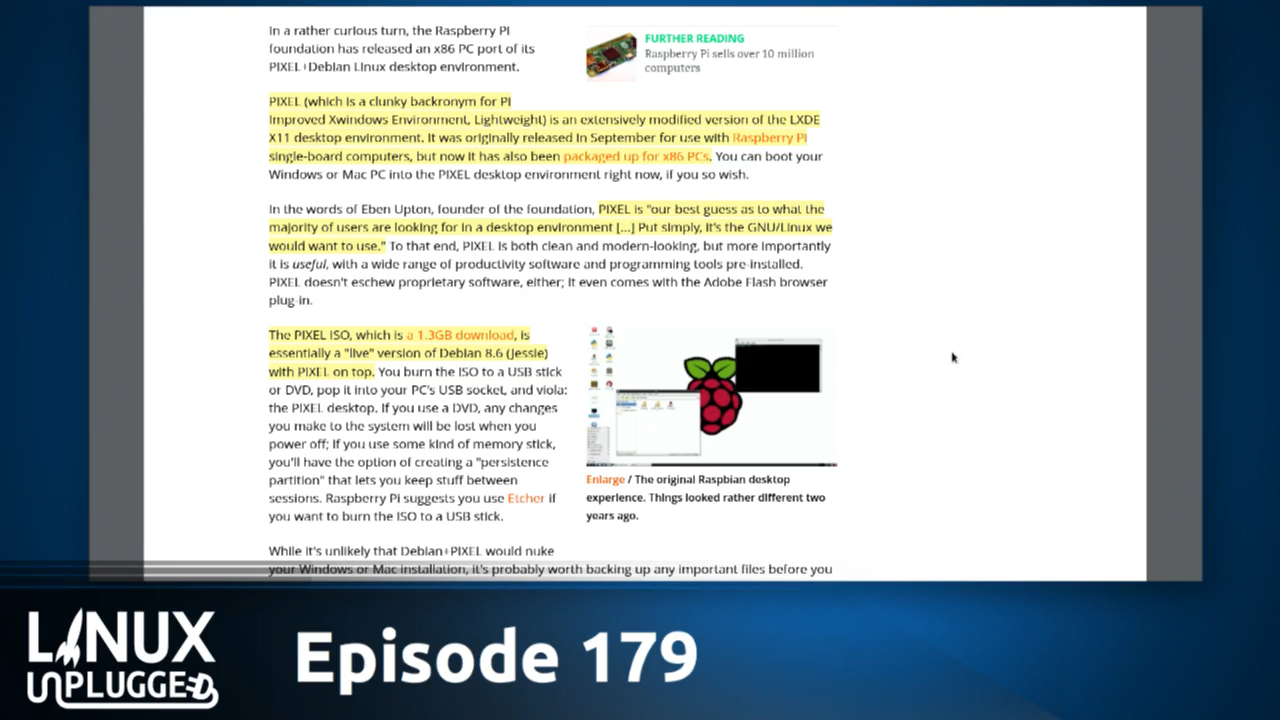 In a rather curious turn, the Raspberry Pi
foundation has released an x86 PC port of its
PIXEL+Debian Linux desktop environment.
FURTHER READING
Raspberry Pi sells over 10 million
computers
PIXEL (which is a clunky backronym for Pi
Improved Xwindows Environment, Lightweight) is an extensively modified version of the LXDE
X11 desktop environment. It was originally released in September for use with Raspberry Pi
single-board computers, but now it has also been packaged up for x86 PCs. You can boot your
Windows or Mac PC into the PIXEL desktop environment right now, if you so wish.
In the words of Eben Upton, founder of the foundation, PIXEL is "our best guess as to what the
majority of users are looking for in a desktop environment [...] Put simply, it's the GNU/Linux we
would want to use." To that end, PIXEL is both clean and modern-looking, but more importantly
it is useful, with a wide range of productivity software and programming tools pre-installed.
PIXEL doesn't eschew proprietary software, either; it even comes with the Adobe Flash browser
plug-in.
The PIXEL ISO, which is a 1.3GB download, is
essentially a "live" version of Debian 8.6 (Jessie)
with PIXEL on top. You burn the ISO to a USB stick
or DVD, pop it into your PC's USB socket, and viola:
the PIXEL desktop. If you use a DVD, any changes
you make to the system will be lost when you
power off; if you use some kind of memory stick,
you'll have the option of creating a "persistence
partition" that lets you keep stuff between
sessions. Raspberry Pi suggests you use Etcher if
you want to burn the ISO to a USB stick.
Enlarge / The original Raspbian desktop
experience. Things looked rather different two
years ago.
While it's unlikely that Debian+PIXEL would nuke
your Windows or Mac installation, it's probably worth backing up any important files before you
LINUX
UNPLUGGED
Episode 179